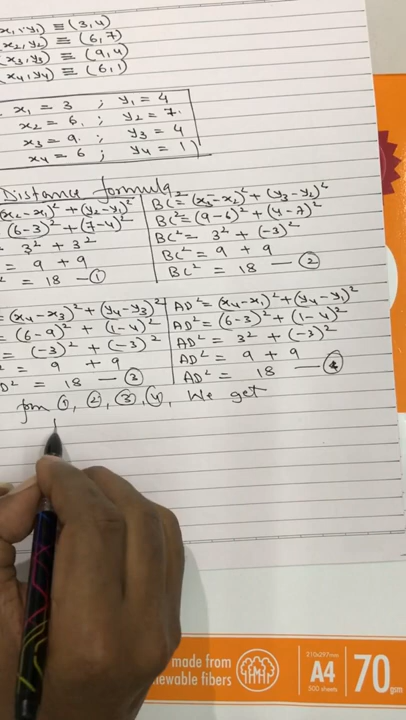 x₁, y₁) ≡ (3,4)
x₂, y₂) ≡ (6,7)
(x₃, y₃) ≡ (9,4)
(x₄, y₄) ≡ (6,1)
x₁ = 3 ; y₁ = 4
x₂ = 6. ; y₂ = 7.
x₃ = 9. ; y₃ = 4
x₄ = 6 ; y₄ = 1
Distance formula
(x₂-x₁)² + (y₂-y₁)²
(6-3)² + (7-4)²
3² + 3²
= 9 + 9
² = 18 — ①
BC² = (x₃-x₂)² + (y₃-y₂)²
BC² = (9-6)² + (4-7)²
BC² = 3² + (-3)²
BC² = 9 + 9
BC² = 18 — ②
= (x₄-x₃)² + (y₄-y₃)²
= (6-9)² + (1-4)²
= (-3)² + (-3)²
² = 9 + 9
D² = 18 — ③
AD² = (x₄-x₁)² + (y₄-y₁)²
AD² = (6-3)² + (1-4)²
AD² = 3² + (-3)²
AD² = 9 + 9
AD² = 18 — ④
from ①, ②, ③, ④, We get
made from
ewable fibers
210x297mm
A4
500 sheets
70 gsm